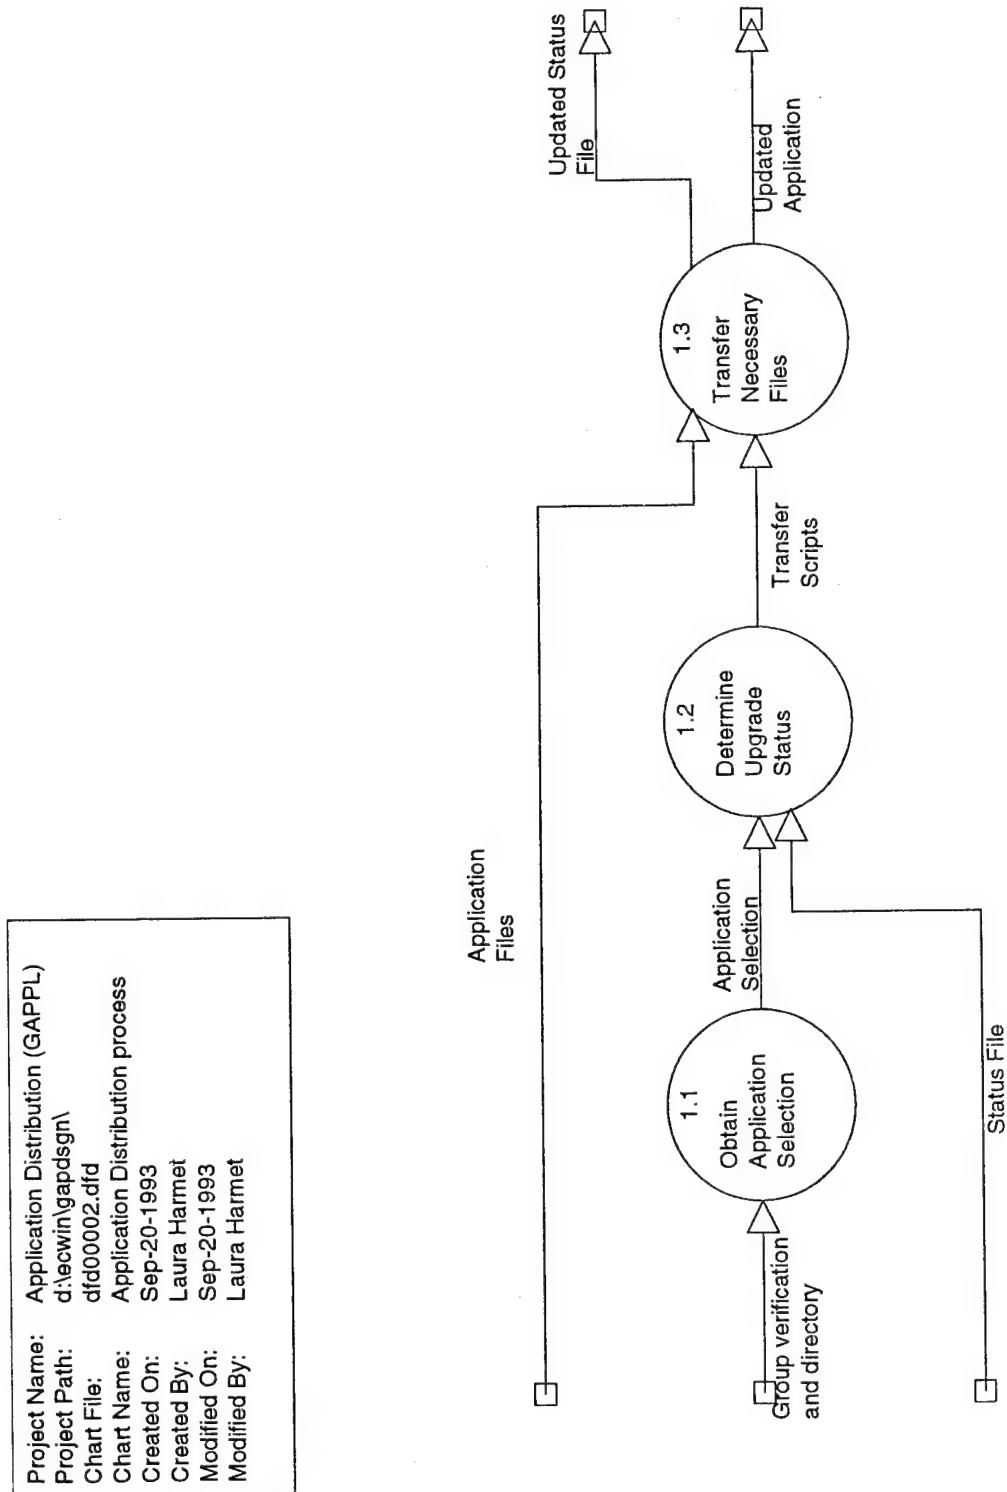 Project Name: Application Distribution (GAPPL)
Project Path: d:\ecwin\gapdsgn\
Chart File: dfd00002.dfd
Chart Name: Application Distribution process
Created On: Sep-20-1993
Created By: Laura Harmet
Modified On: Sep-20-1993
Modified By: Laura Harmet
Application
Files
Group verification
and directory
1.1
Obtain
Application
Selection
Application
Selection
Status File
1.2
Determine
Upgrade
Status
Transfer
Scripts
1.3
Transfer
Necessary
Files
Updated Status
File
Updated
Application